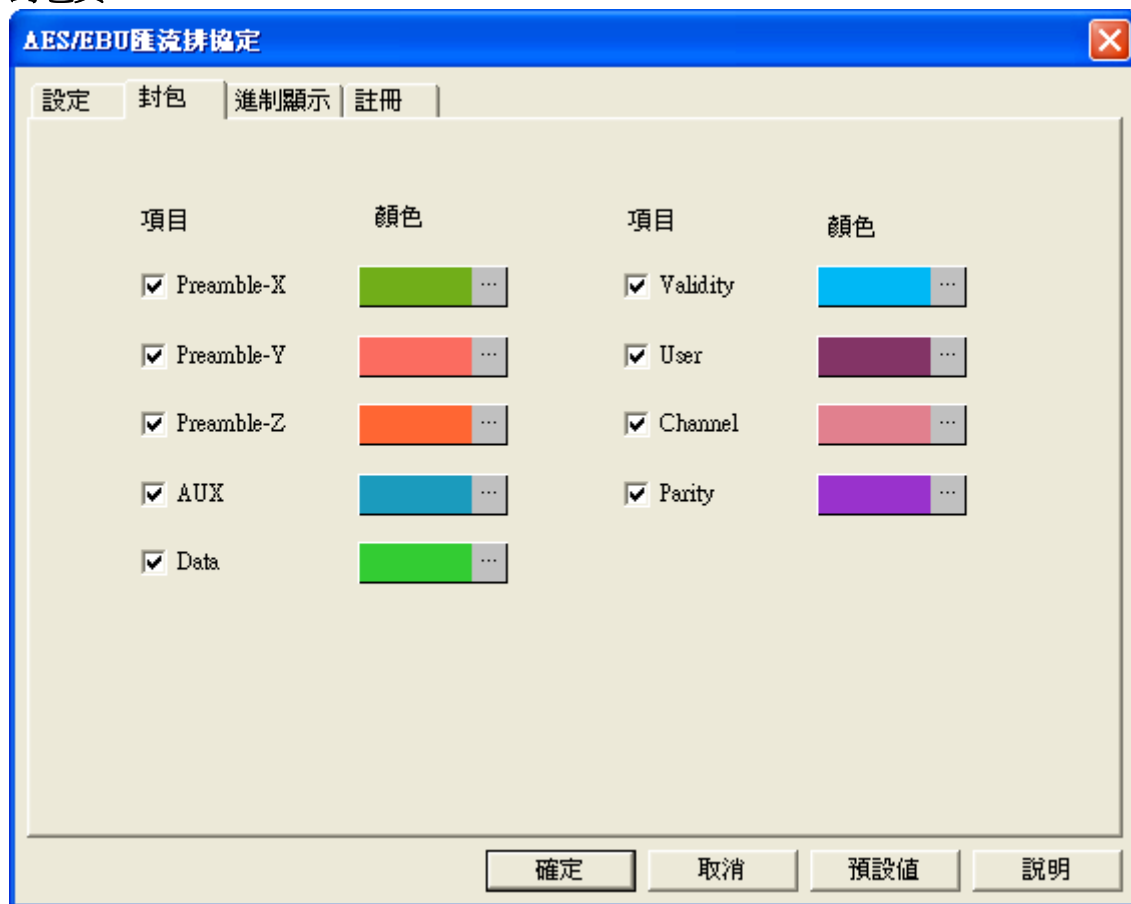 AES/EBU匯流排協定
設定 封包 進制顯示 註冊
項目 顏色 項目 顏色
Preamble-X ... Validity ...
Preamble-Y ... User ...
Preamble-Z ... Channel ...
AUX ... Parity ...
Data ...
確定 取消 預設值 説明